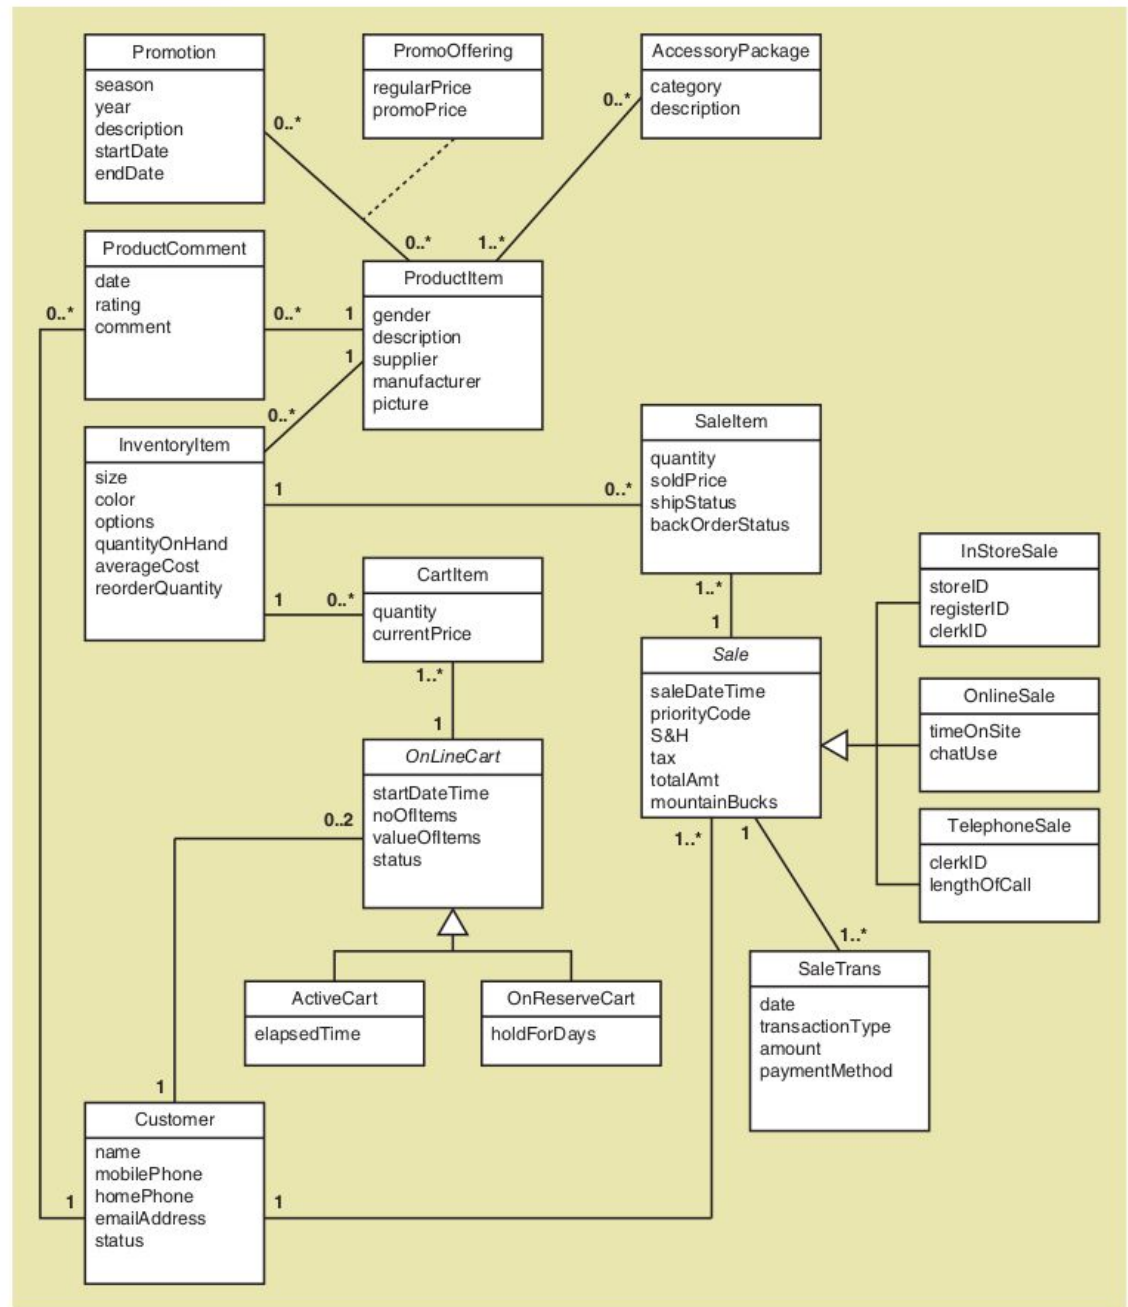 Promotion
season
year
description
startDate
endDate
PromoOffering
regularPrice
promoPrice
AccessoryPackage
category
description
0..*
0..*
0..*
1..*
ProductComment
date
rating
comment
0..*
0..*
1
ProductItem
gender
description
supplier
manufacturer
picture
1
0..*
InventoryItem
size
color
options
quantityOnHand
averageCost
reorderQuantity
1
0..*
SaleItem
quantity
soldPrice
shipStatus
backOrderStatus
1
0..*
CartItem
quantity
currentPrice
1..*
1
1..*
1
Sale
saleDateTime
priorityCode
S&H
tax
totalAmt
mountainBucks
InStoreSale
storeID
registerID
clerkID
OnlineSale
timeOnSite
chatUse
TelephoneSale
clerkID
lengthOfCall
OnLineCart
startDateTime
noOfItems
valueOfItems
status
0..2
1..*
1
1..*
ActiveCart
elapsedTime
OnReserveCart
holdForDays
SaleTrans
date
transactionType
amount
paymentMethod
1
Customer
name
mobilePhone
homePhone
emailAddress
status
1
1